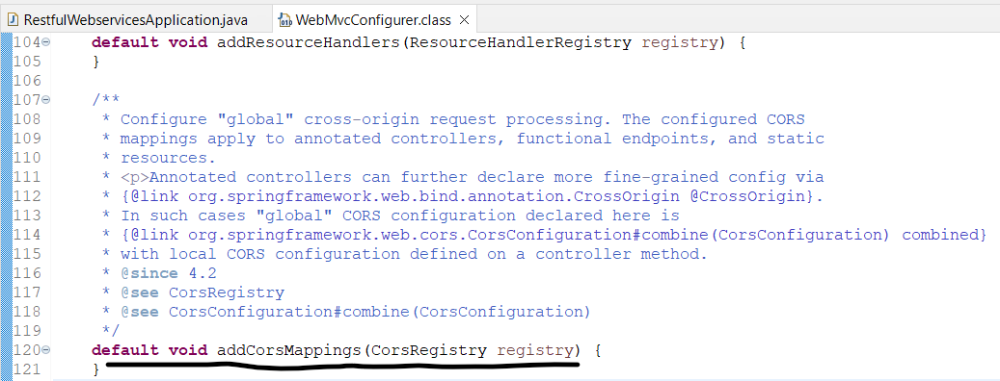 RestfulWebservicesApplication.java WebMvcConfigurer.class
104 default void addResourceHandlers(ResourceHandlerRegistry registry) {
105 }
106
107 /**
108 * Configure "global" cross-origin request processing. The configured CORS
109 * mappings apply to annotated controllers, functional endpoints, and static
110 * resources.
111 * <p>Annotated controllers can further declare more fine-grained config via
112 * {@link org.springframework.web.bind.annotation.CrossOrigin @CrossOrigin}.
113 * In such cases "global" CORS configuration declared here is
114 * {@link org.springframework.web.cors.CorsConfiguration#combine(CorsConfiguration) combined}
115 * with local CORS configuration defined on a controller method.
116 * @since 4.2
117 * @see CorsRegistry
118 * @see CorsConfiguration#combine(CorsConfiguration)
119 */
120 default void addCorsMappings(CorsRegistry registry) {
121 }